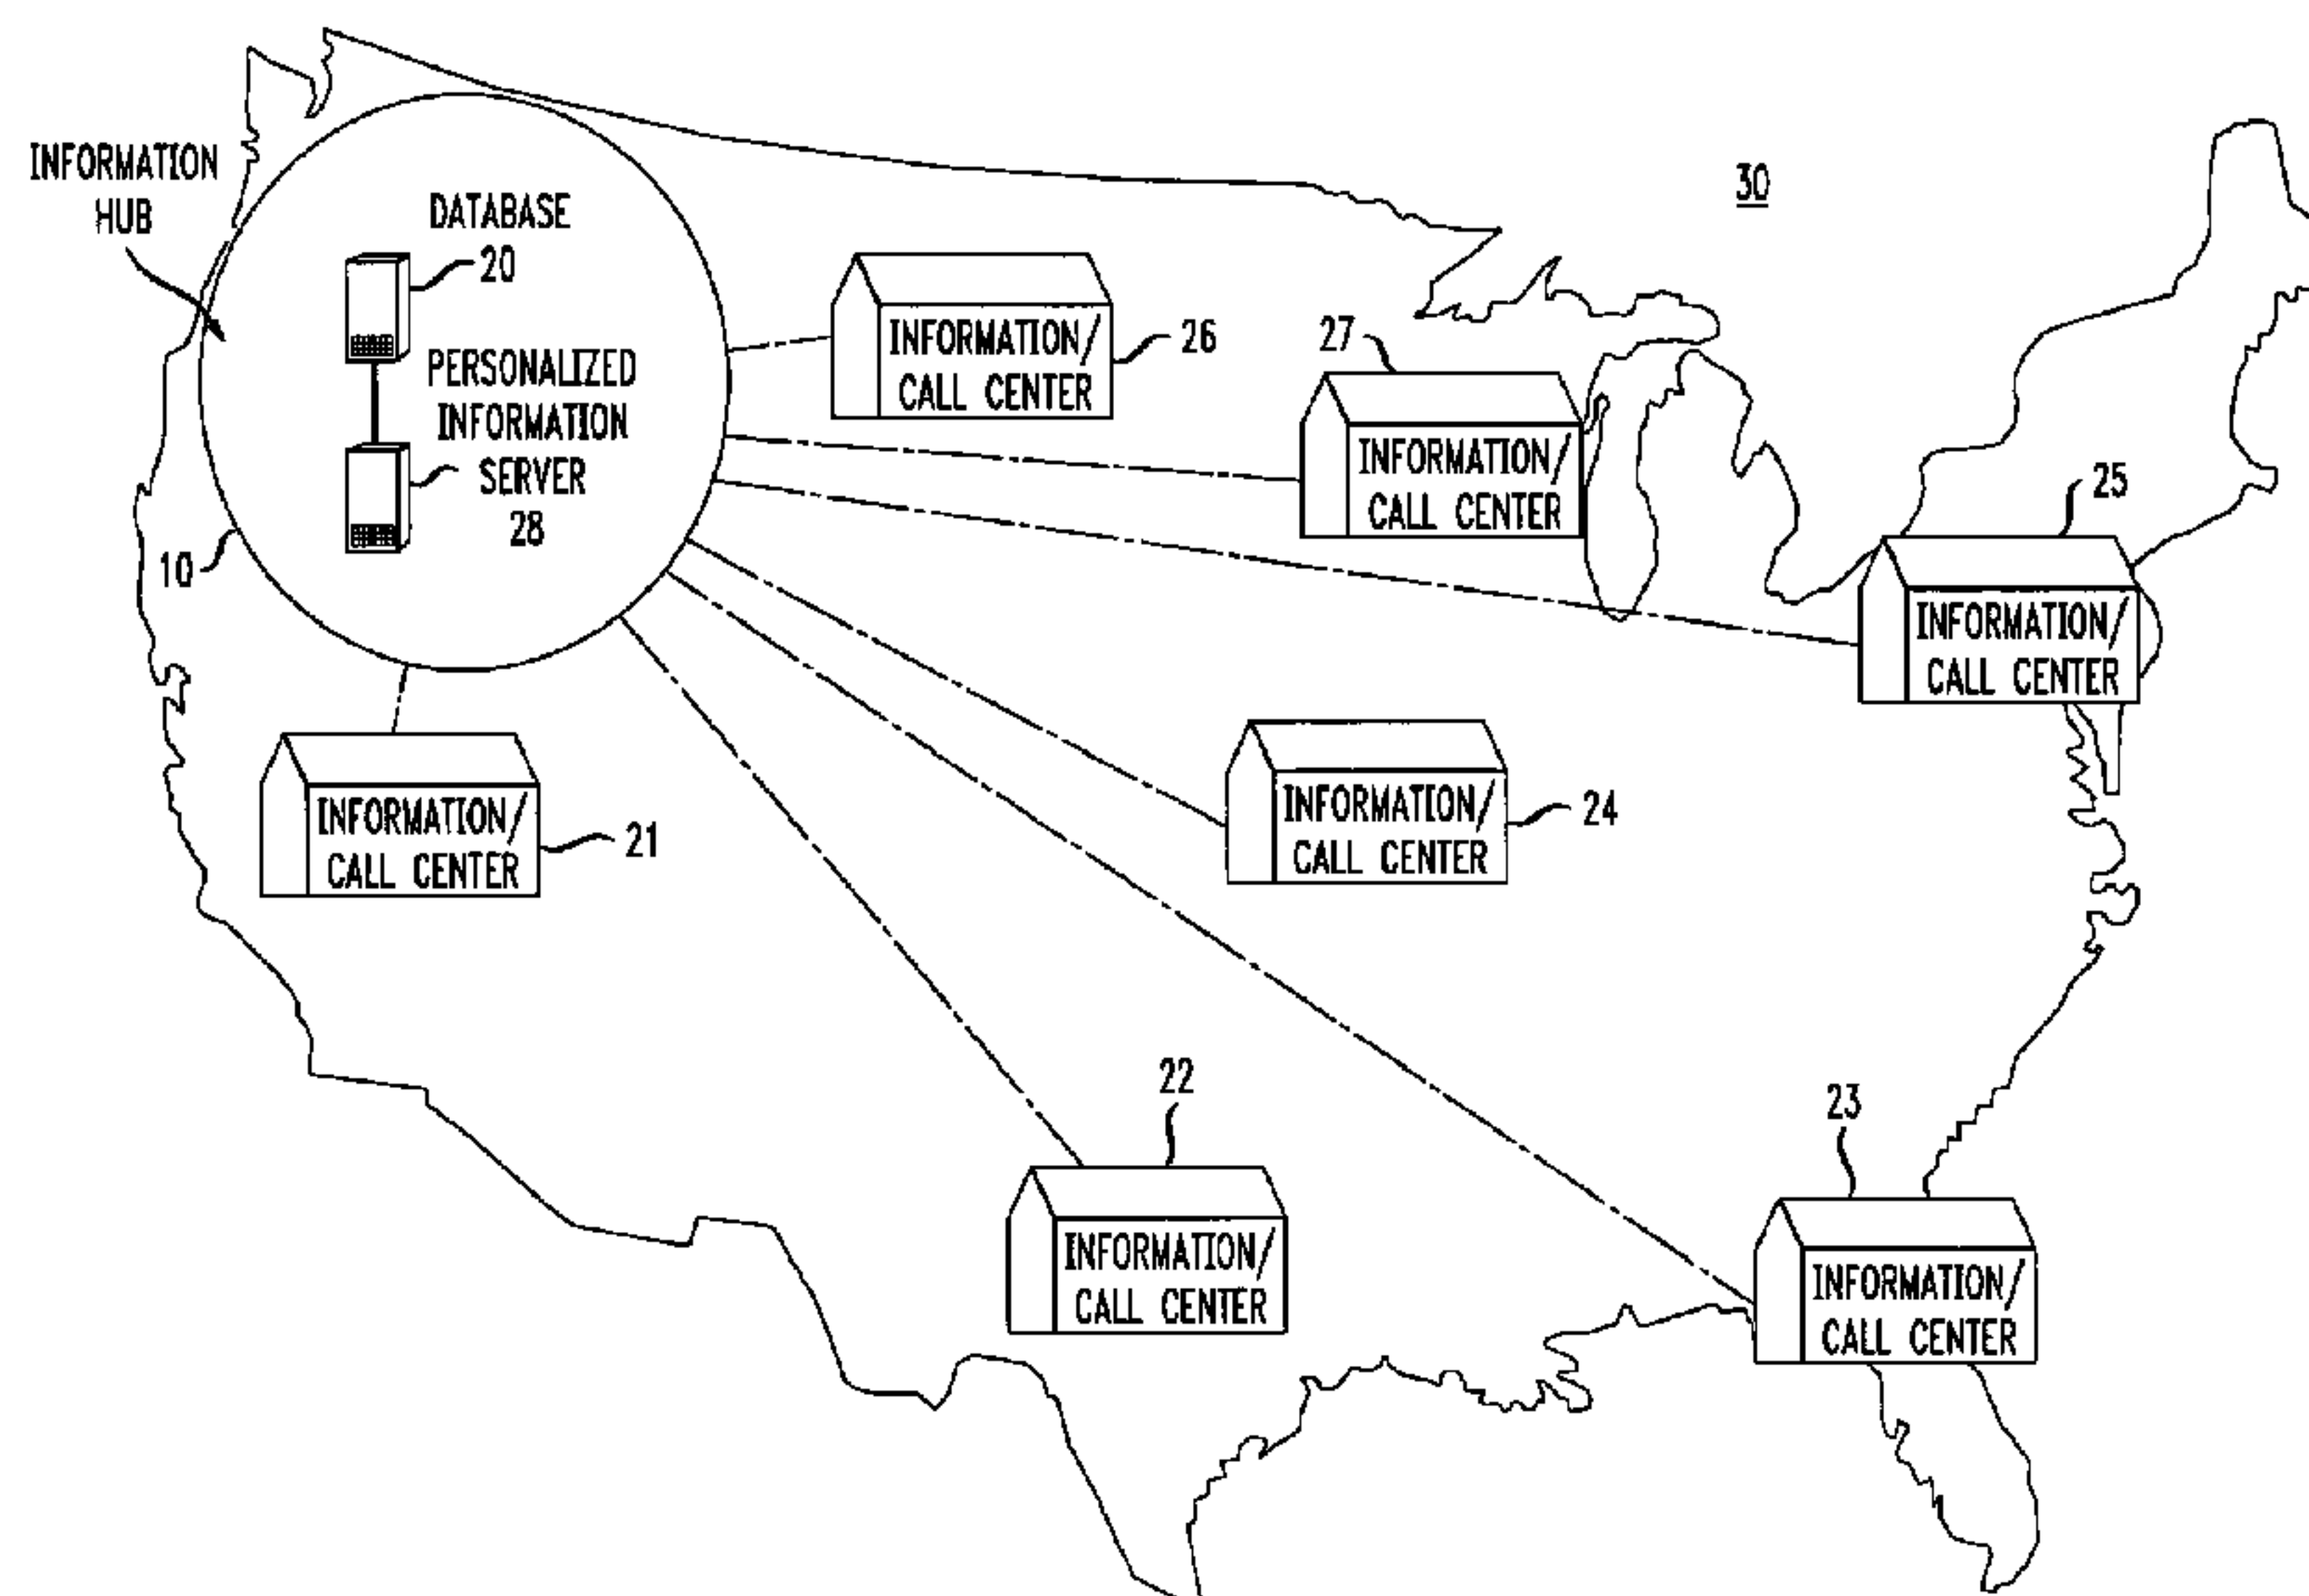 INFORMATION
HUB
DATABASE
20
PERSONALIZED
INFORMATION
SERVER
28
10
30
INFORMATION/
CALL CENTER
26
27
INFORMATION/
CALL CENTER
25
INFORMATION/
CALL CENTER
INFORMATION/
CALL CENTER
21
INFORMATION/
CALL CENTER
24
22
INFORMATION/
CALL CENTER
23
INFORMATION/
CALL CENTER